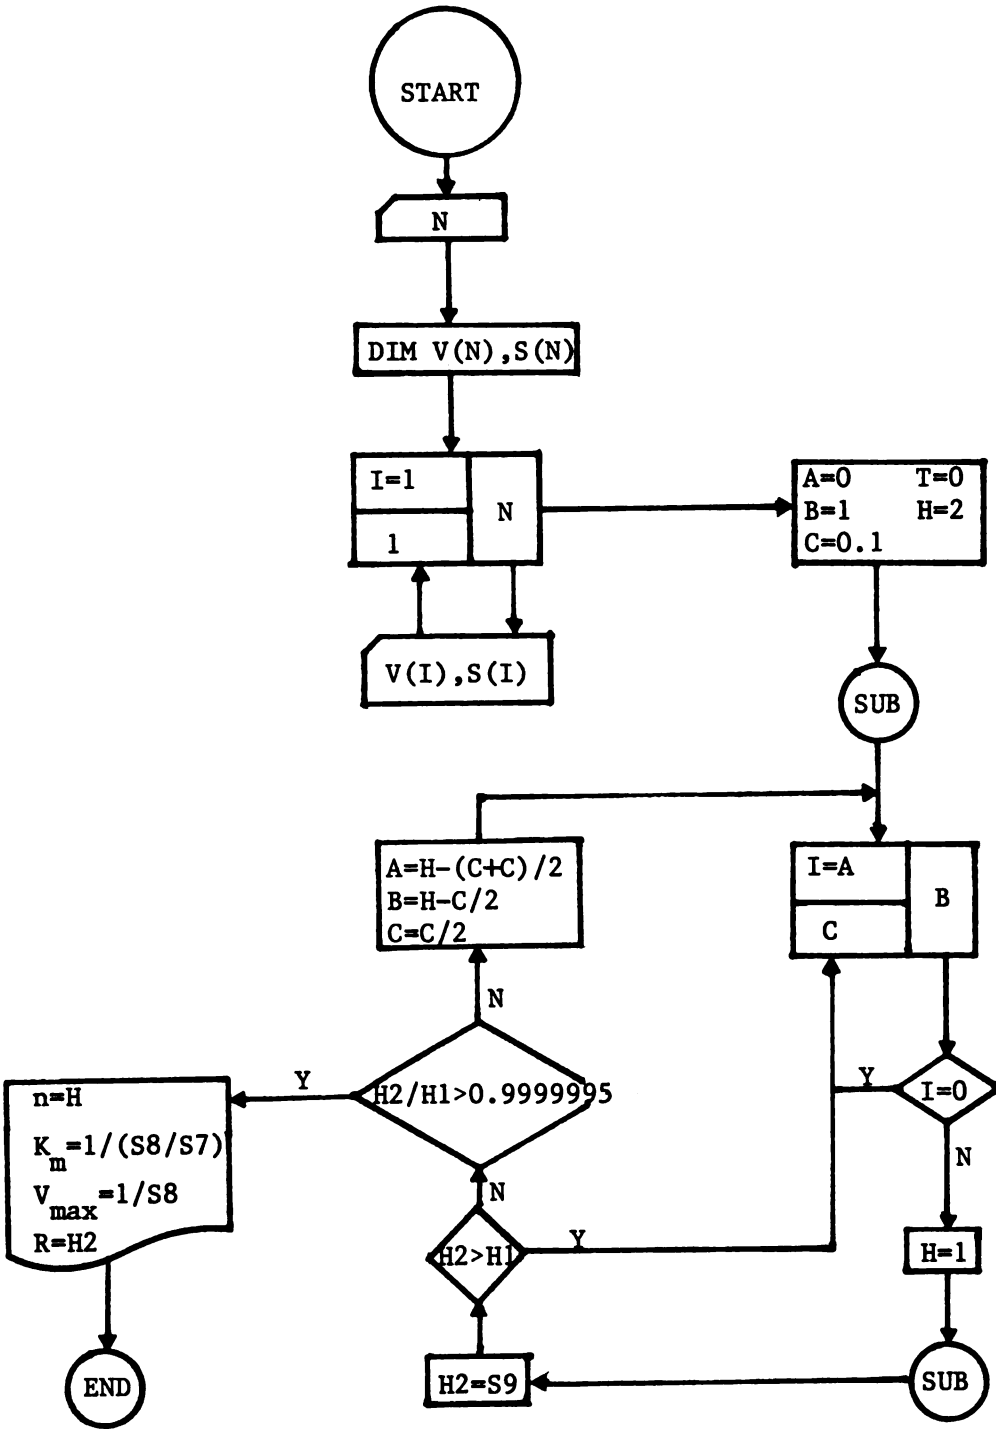 START
N
DIM V(N),S(N)
I=1
N
1
V(I),S(I)
A=0 T=0
B=1 H=2
C=0.1
SUB
I=A
B
C
A=H-(C+C)/2
B=H-C/2
C=C/2
N
H2/H1>0.9999995
Y
n=H
Km=1/(S8/S7)
Vmax=1/S8
R=H2
END
Y
I=0
N
H=1
SUB
H2=S9
H2>H1
Y
N